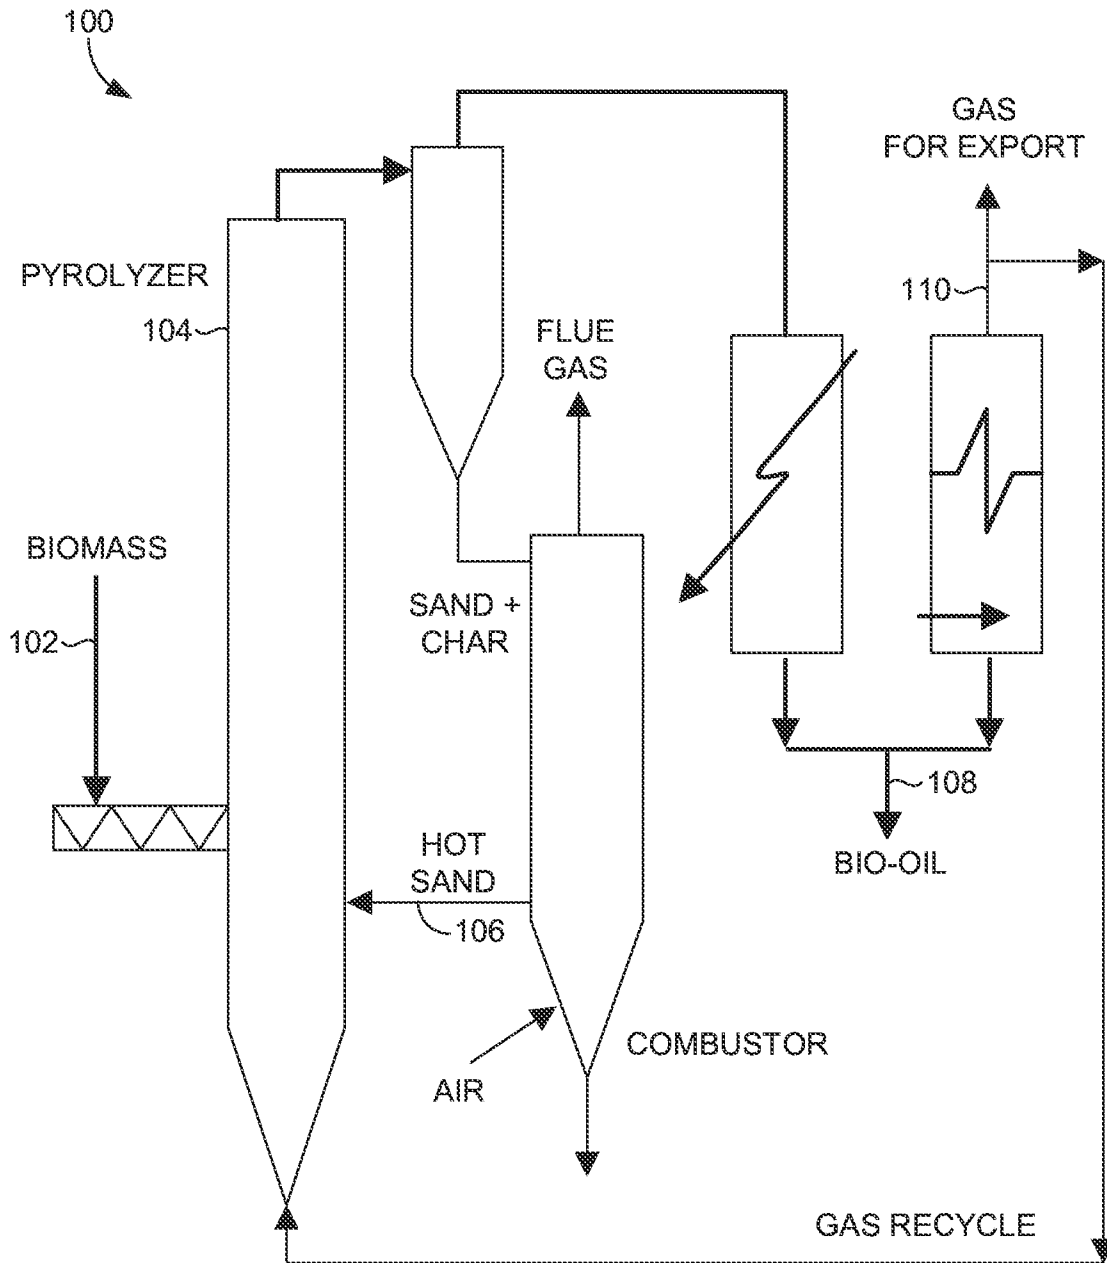 100
GAS
FOR EXPORT
PYROLYZER
110
104
FLUE
GAS
BIOMASS
SAND +
CHAR
102
108
HOT
SAND
BIO-OIL
106
COMBUSTOR
AIR
GAS RECYCLE